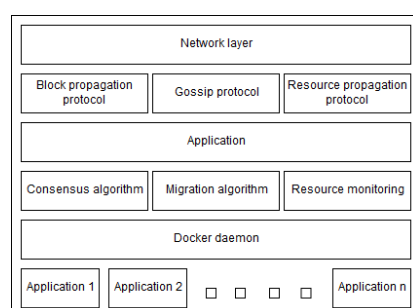 Network layer
Block propagation
protocol
Gossip protocol
Resource propagation
protocol
Application
Consensus algorithm
Migration algorithm
Resource monitoring
Docker daemon
Application 1
Application 2
Application n